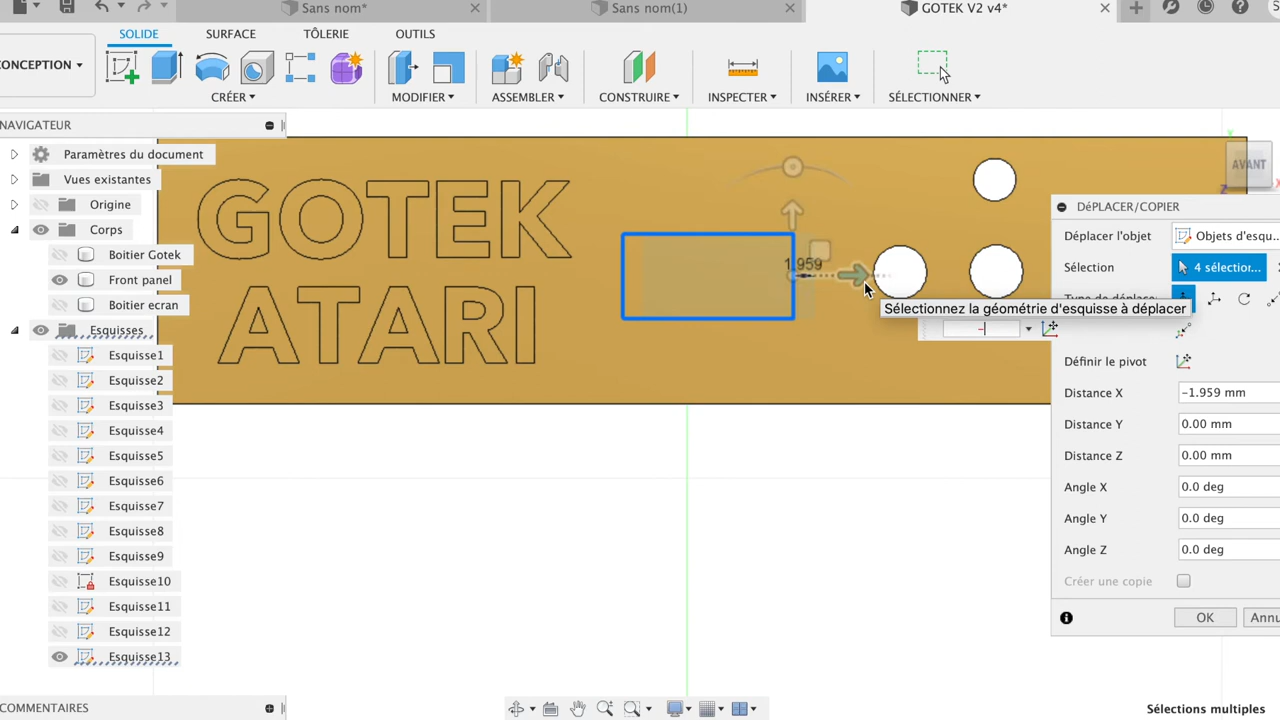 Sans nom*
Sans nom(1)
GOTEK V2 v4*
SOLIDE
SURFACE
TÔLERIE
OUTILS
ONCEPTION
CRÉER
MODIFIER
ASSEMBLER
CONSTRUIRE
INSPECTER
INSÉRER
SÉLECTIONNER
NAVIGATEUR
Paramètres du document
Vues existantes
Origine
Corps
Boitier Gotek
Front panel
Boitier ecran
Esquisses
Esquisse1
Esquisse2
Esquisse3
Esquisse4
Esquisse5
Esquisse6
Esquisse7
Esquisse8
Esquisse9
Esquisse10
Esquisse11
Esquisse12
Esquisse13
COMMENTAIRES
GOTEK
ATARI
1.959
AVANT
DéPLACER/COPIER
Déplacer l'objet
Objets d'esqu...
Sélection
4 sélectior...
Sélectionnez la géométrie d'esquisse à déplacer
Définir le pivot
Distance X
-1.959 mm
Distance Y
0.00 mm
Distance Z
0.00 mm
Angle X
0.0 deg
Angle Y
0.0 deg
Angle Z
0.0 deg
Créer une copie
OK
Annu
Sélections multiples